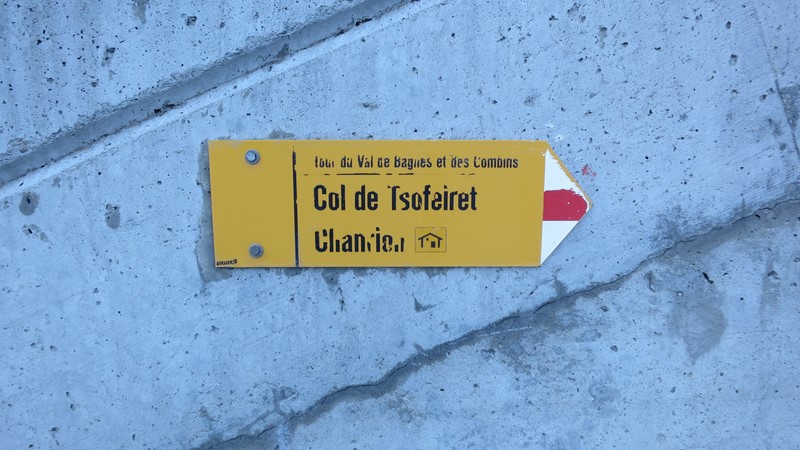 tour du Val de Bagnes et des Combins
Col de Tsofeiret
Chanrion